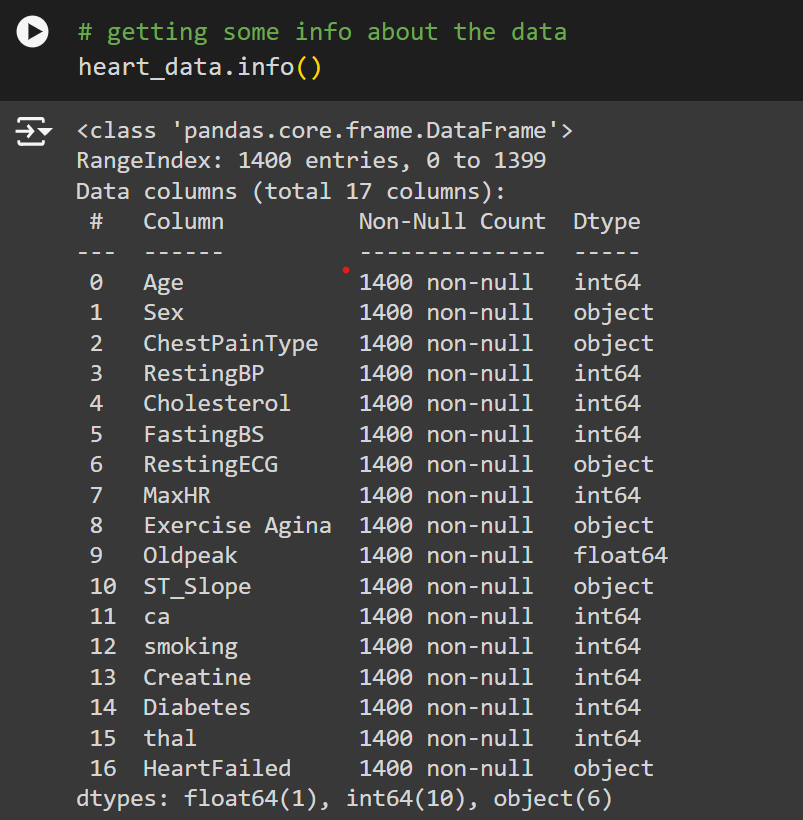 # getting some info about the data
heart_data.info()
<class 'pandas.core.frame.DataFrame'>
RangeIndex: 1400 entries, 0 to 1399
Data columns (total 17 columns):
 #   Column           Non-Null Count  Dtype
---  ------           --------------  -----
 0   Age              1400 non-null   int64
 1   Sex              1400 non-null   object
 2   ChestPainType    1400 non-null   object
 3   RestingBP        1400 non-null   int64
 4   Cholesterol      1400 non-null   int64
 5   FastingBS        1400 non-null   int64
 6   RestingECG       1400 non-null   object
 7   MaxHR            1400 non-null   int64
 8   Exercise Agina   1400 non-null   object
 9   Oldpeak          1400 non-null   float64
 10  ST_Slope         1400 non-null   object
 11  ca               1400 non-null   int64
 12  smoking          1400 non-null   int64
 13  Creatine         1400 non-null   int64
 14  Diabetes         1400 non-null   int64
 15  thal             1400 non-null   int64
 16  HeartFailed      1400 non-null   object
dtypes: float64(1), int64(10), object(6)